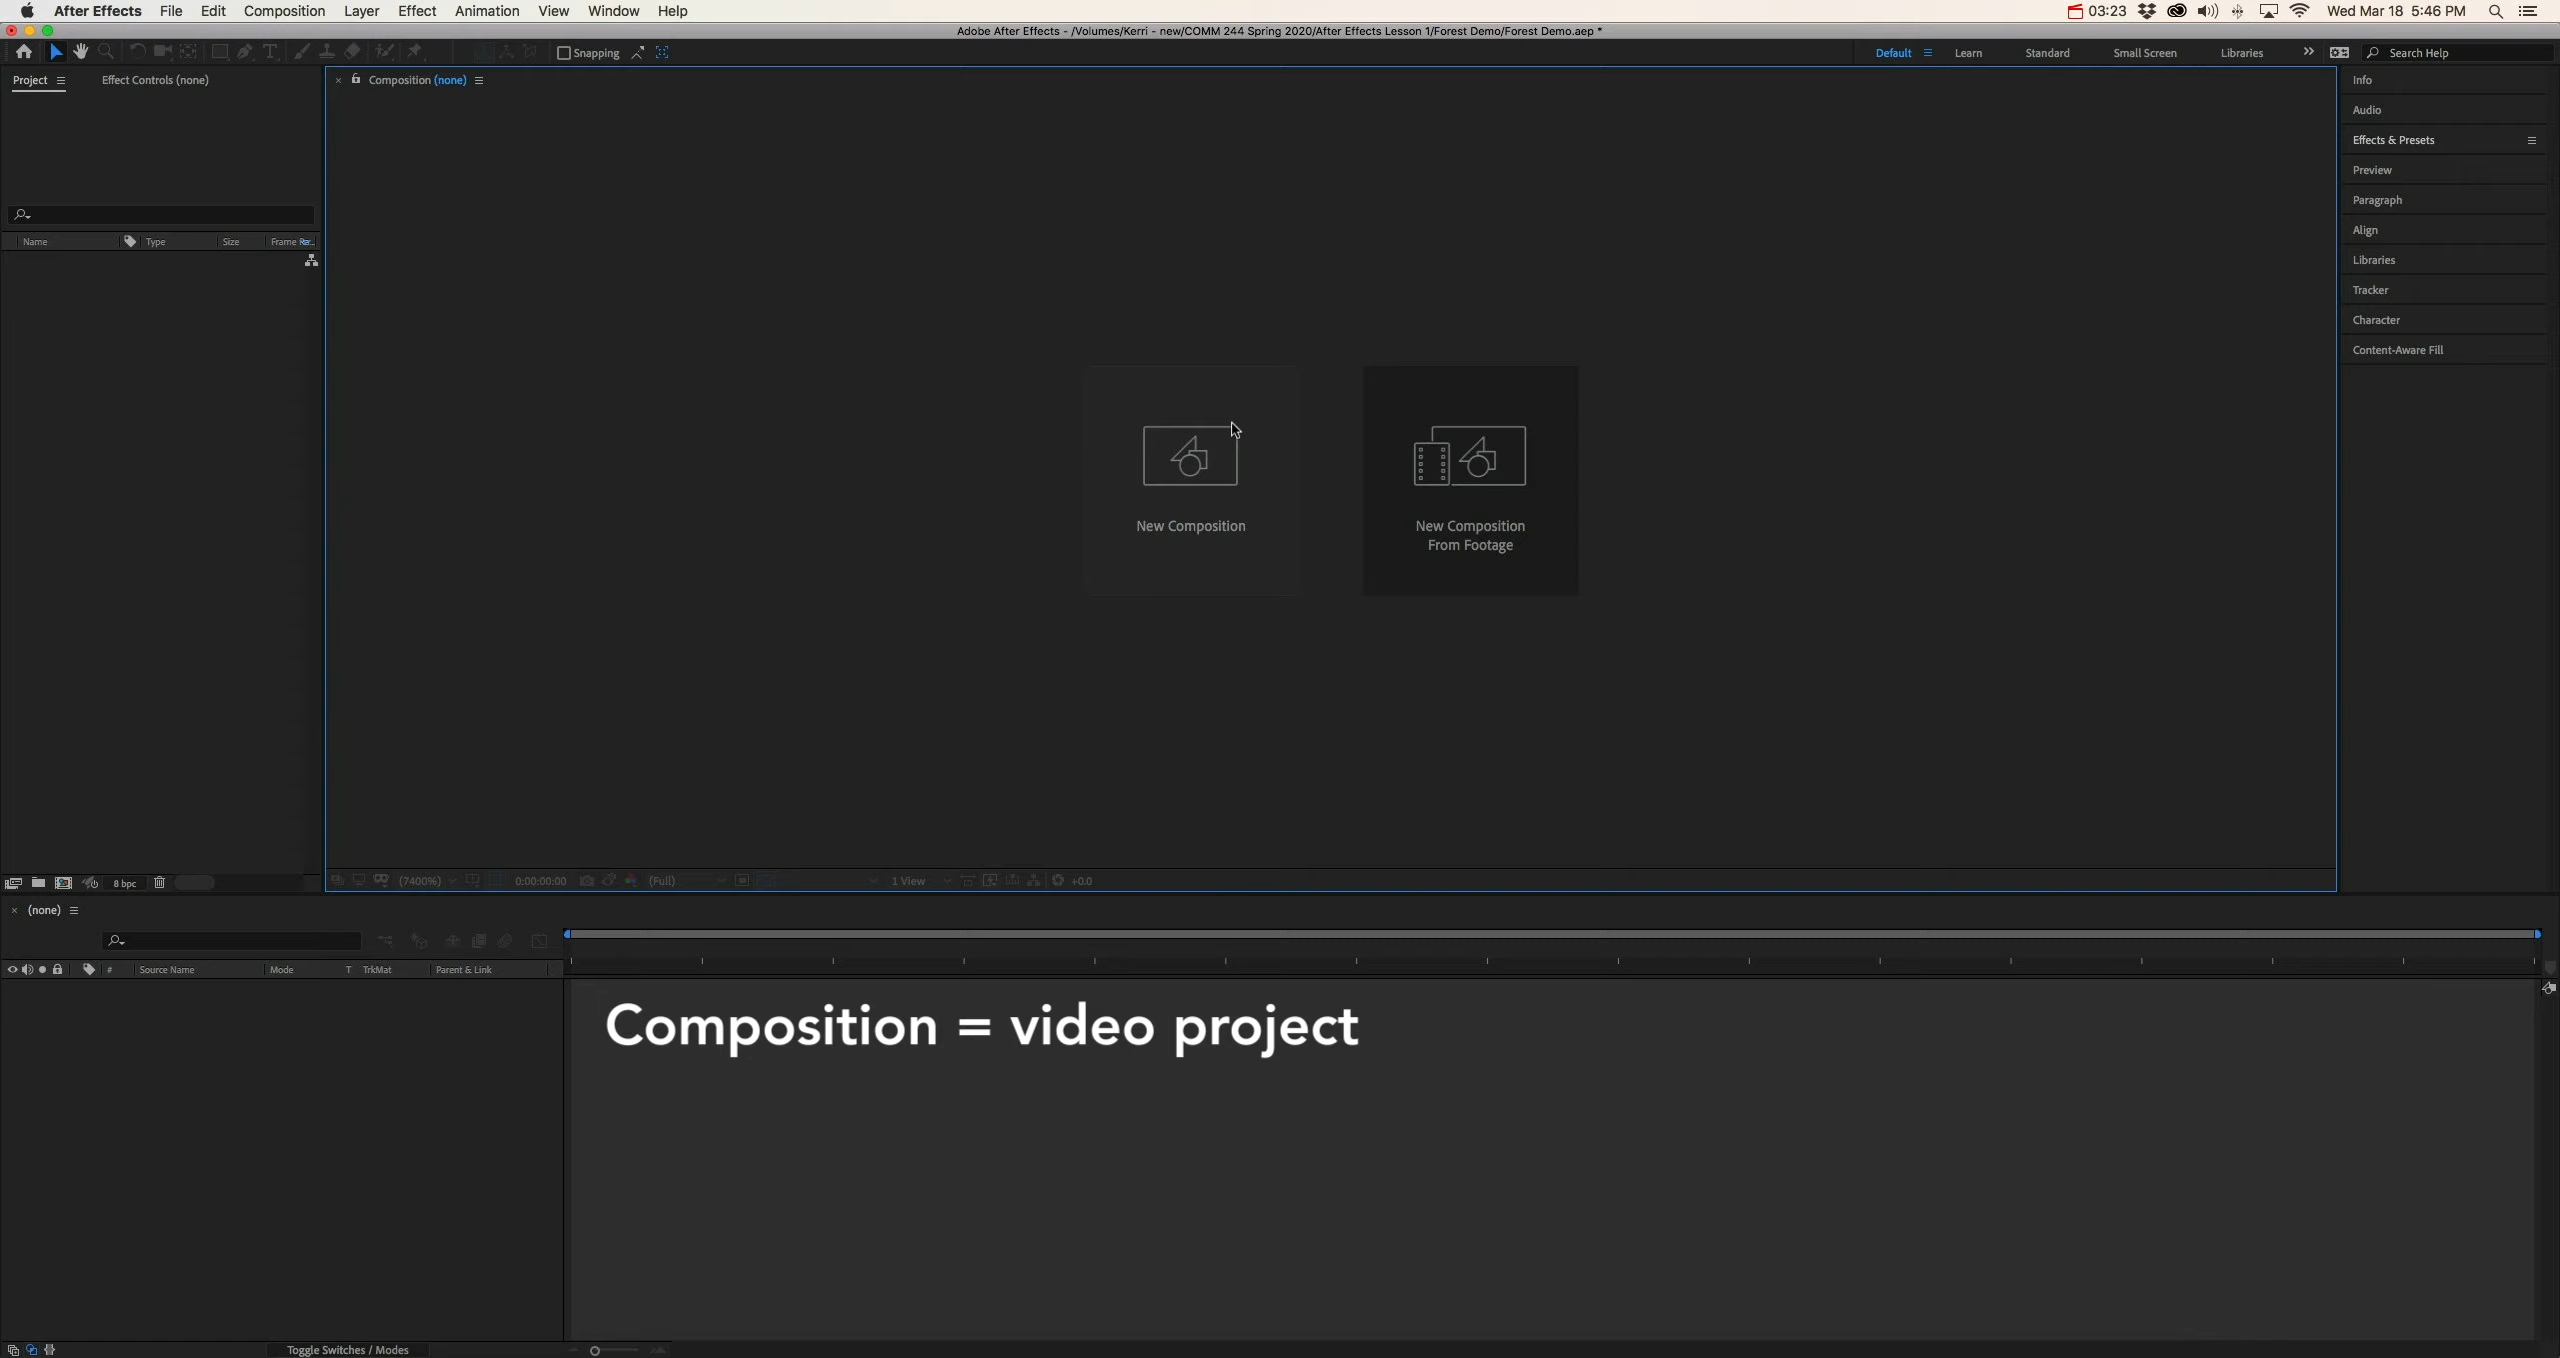 After Effects File Edit Composition Layer Effect Animation View Window Help 03:23 Wed Mar 18 5:46 PM
Adobe After Effects - /Volumes/Kerri - new/COMM 244 Spring 2020/After Effects Lesson 1/Forest Demo/Forest Demo.aep *
Snapping Default Learn Standard Small Screen Libraries Search Help
Project Effect Controls (none) Composition (none) Info
Audio
Effects & Presets
Preview
Paragraph
Align
Libraries
Tracker
Character
Content-Aware Fill
Name Type Size Frame Ra...
New Composition
New Composition
From Footage
8 bpc (7400%) 0:00:00:00 (Full) 1 View +0.0
(none)
# Source Name Mode T TrkMat Parent & Link
Composition = video project
Toggle Switches / Modes